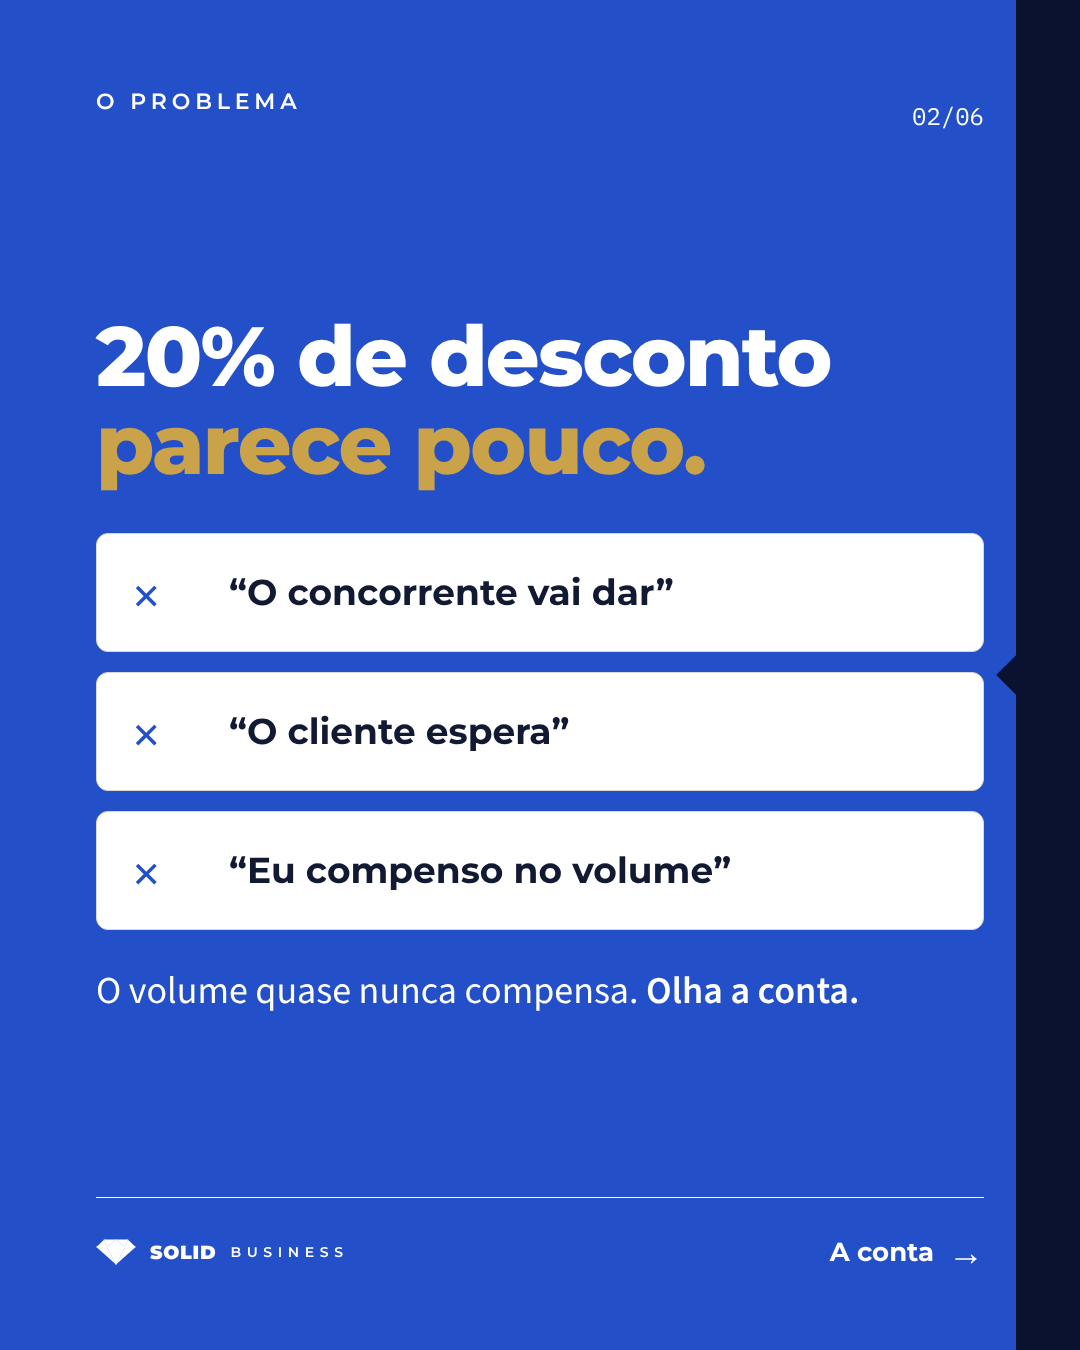 O PROBLEMA
02/06
20% de desconto
parece pouco.
× “O concorrente vai dar”
× “O cliente espera”
× “Eu compenso no volume”
O volume quase nunca compensa. Olha a conta.
SOLID BUSINESS
A conta →